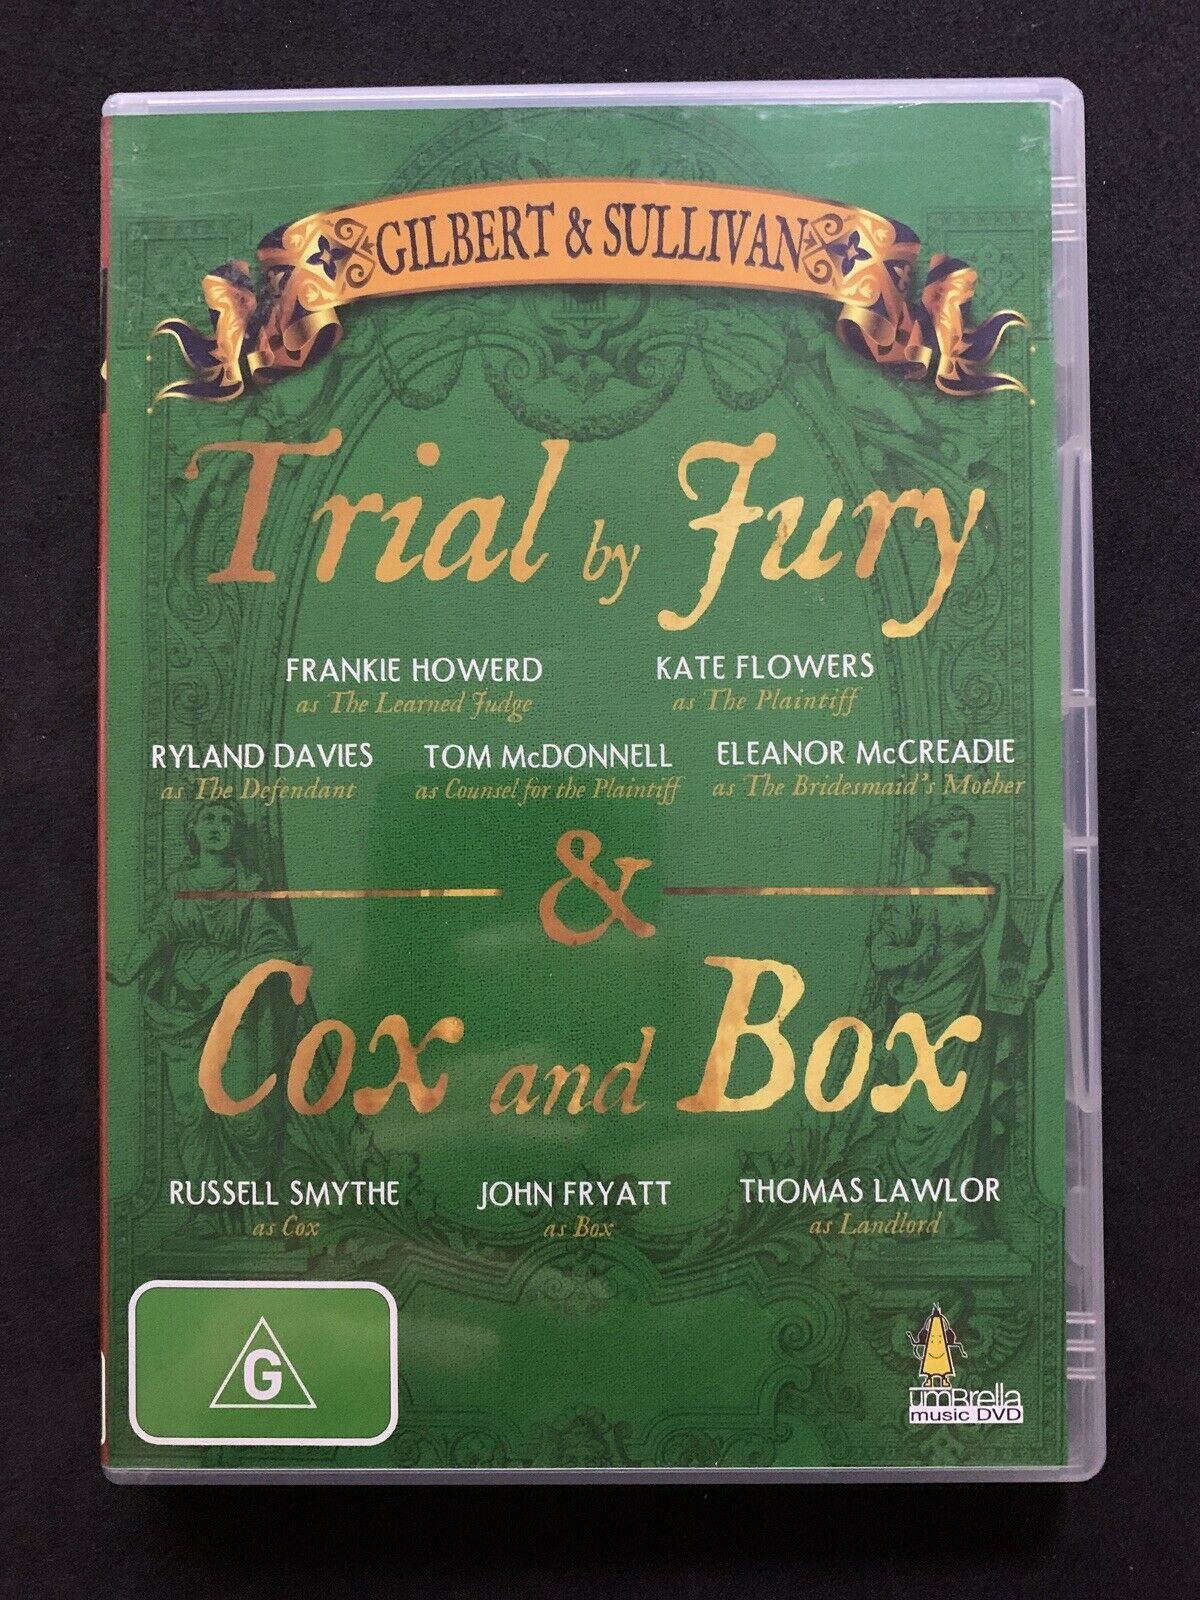 GILBERT & SULLIVAN
Trial by Jury
FRANKIE HOWERD KATE FLOWERS
as The Learned Judge as The Plaintiff
RYLAND DAVIES TOM McDONNELL ELEANOR McCREADIE
as The Defendant as Counsel for the Plaintiff as The Bridesmaid's Mother
&
Cox and Box
RUSSELL SMYTHE JOHN FRYATT THOMAS LAWLOR
as Cox as Box as Landlord
G
umbrella
music DVD